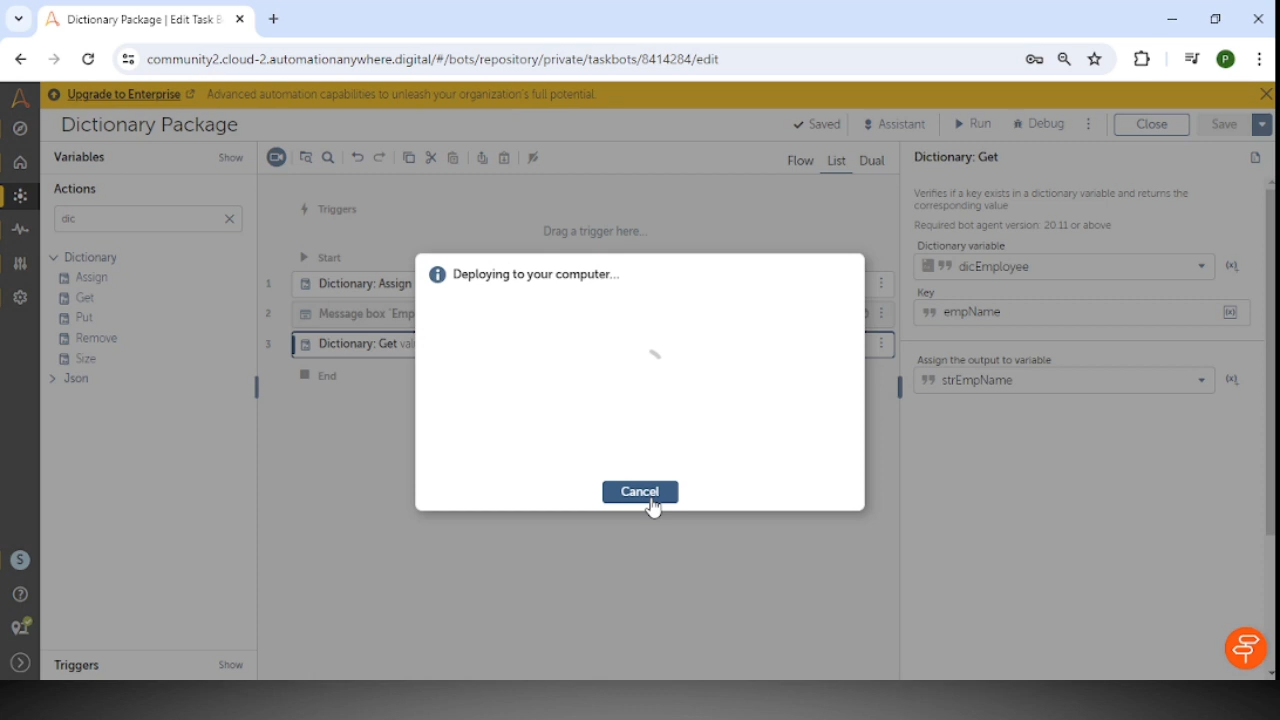 Dictionary Package | Edit Task B
community2.cloud-2.automationanywhere.digital/#/bots/repository/private/taskbots/8414284/edit
P
Upgrade to Enterprise Advanced automation capabilities to unleash your organization's full potential.
Dictionary Package
Saved
Assistant
Run
Debug
Close
Save
Variables
Show
Flow
List
Dual
Actions
dic
Dictionary
Assign
Get
Put
Remove
Size
Json
Triggers
Show
Triggers
Drag a trigger here...
Start
1 Dictionary: Assign
2 Message box "Emp
3 Dictionary: Get val
End
Deploying to your computer...
Cancel
Dictionary: Get
Verifies if a key exists in a dictionary variable and returns the
corresponding value
Required bot agent version: 20.11 or above
Dictionary variable
dicEmployee
(x)
Key
empName
(x)
Assign the output to variable
strEmpName
(x)
S